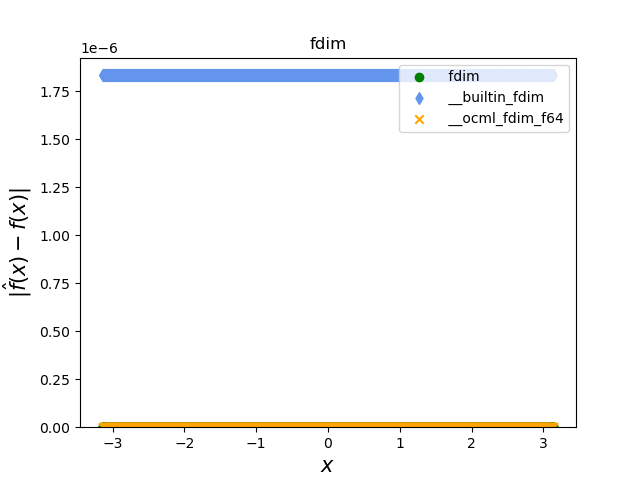 fdim
1e−6
fdim
__builtin_fdim
__ocml_fdim_f64
1.75
1.50
1.25
1.00
0.75
0.50
0.25
0.00
|f̂(x) − f(x)|
−3
−2
−1
0
1
2
3
x